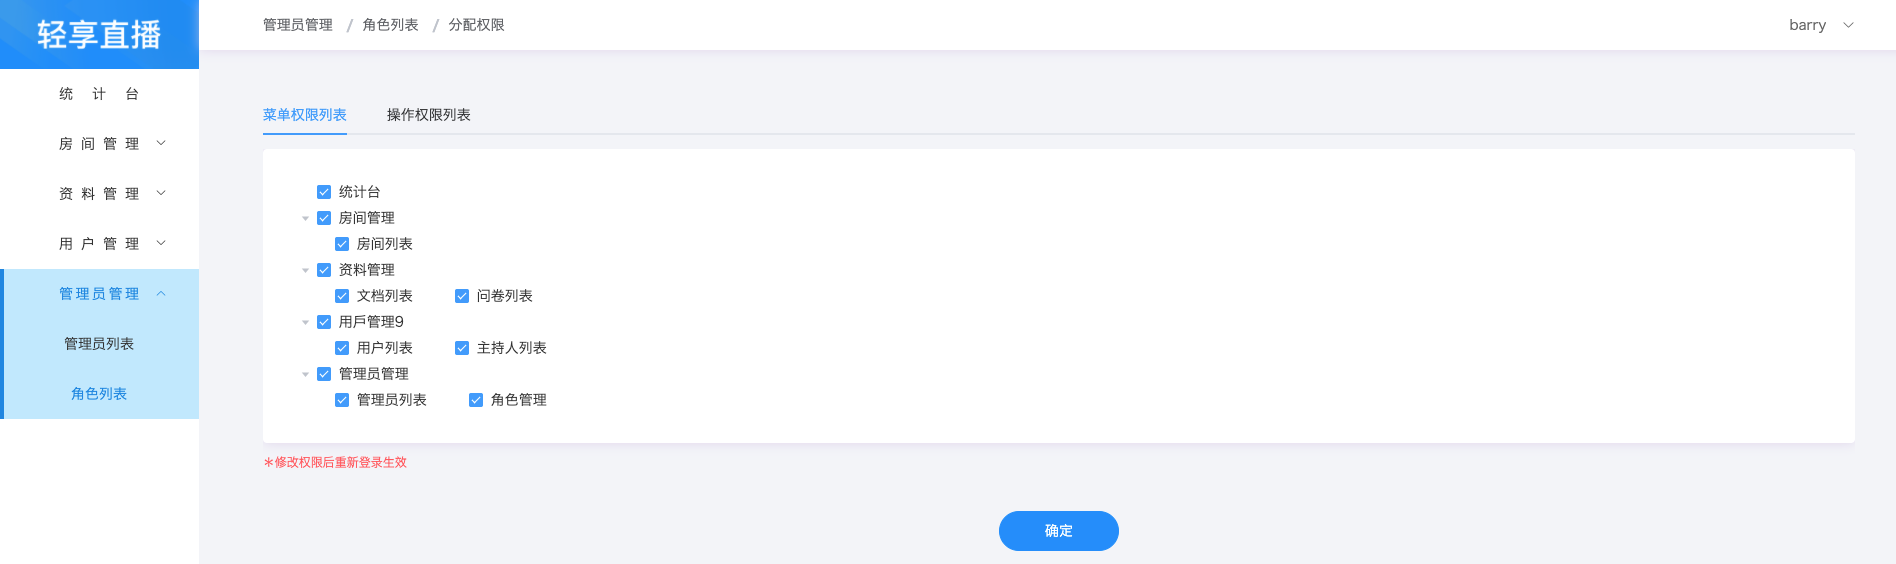 轻享直播
管理员管理 / 角色列表 / 分配权限
barry
统计台
房间管理
资料管理
用户管理
管理员管理
管理员列表
角色列表
菜单权限列表 操作权限列表
统计台
房间管理
房间列表
资料管理
文档列表 问卷列表
用戶管理9
用户列表 主持人列表
管理员管理
管理员列表 角色管理
*修改权限后重新登录生效
确定